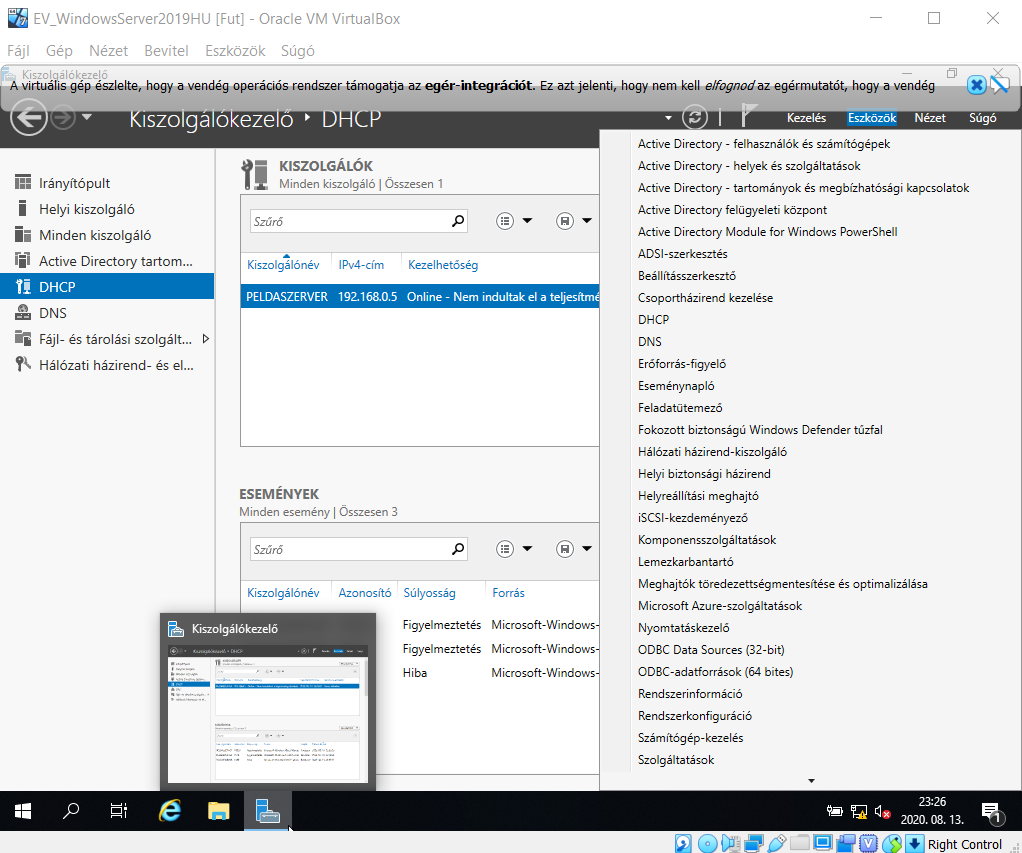 EV_WindowsServer2019HU [Fut] - Oracle VM VirtualBox
Fájl Gép Nézet Bevitel Eszközök Súgó
Kiszolgálókezelő
A virtuális gép észlelte, hogy a vendég operációs rendszer támogatja az egér-integrációt. Ez azt jelenti, hogy nem kell elfognod az egérmutatót, hogy a vendég
Kiszolgálókezelő DHCP
Kezelés Eszközök Nézet Súgó
Irányítópult
Helyi kiszolgáló
Minden kiszolgáló
Active Directory tartom...
DHCP
DNS
Fájl- és tárolási szolgált...
Hálózati házirend- és el...
KISZOLGÁLÓK
Minden kiszolgáló | Összesen 1
Szűrő
Kiszolgálónév IPv4-cím Kezelhetőség
PELDASZERVER 192.168.0.5 Online - Nem indultak el a teljesítmé
ESEMÉNYEK
Minden esemény | Összesen 3
Szűrő
Kiszolgálónév Azonosító Súlyosság Forrás
Figyelmeztetés Microsoft-Windows-
Figyelmeztetés Microsoft-Windows-
Hiba Microsoft-Windows-
Active Directory - felhasználók és számítógépek
Active Directory - helyek és szolgáltatások
Active Directory - tartományok és megbízhatósági kapcsolatok
Active Directory felügyeleti központ
Active Directory Module for Windows PowerShell
ADSI-szerkesztés
Beállításszerkesztő
Csoportházirend kezelése
DHCP
DNS
Erőforrás-figyelő
Eseménynapló
Feladatütemező
Fokozott biztonságú Windows Defender tűzfal
Hálózati házirend-kiszolgáló
Helyi biztonsági házirend
Helyreállítási meghajtó
iSCSI-kezdeményező
Komponensszolgáltatások
Lemezkarbantartó
Meghajtók töredezettségmentesítése és optimalizálása
Microsoft Azure-szolgáltatások
Nyomtatáskezelő
ODBC Data Sources (32-bit)
ODBC-adatforrások (64 bites)
Rendszerinformáció
Rendszerkonfiguráció
Számítógép-kezelés
Szolgáltatások
Kiszolgálókezelő
23:26
2020. 08. 13.
1
Right Control